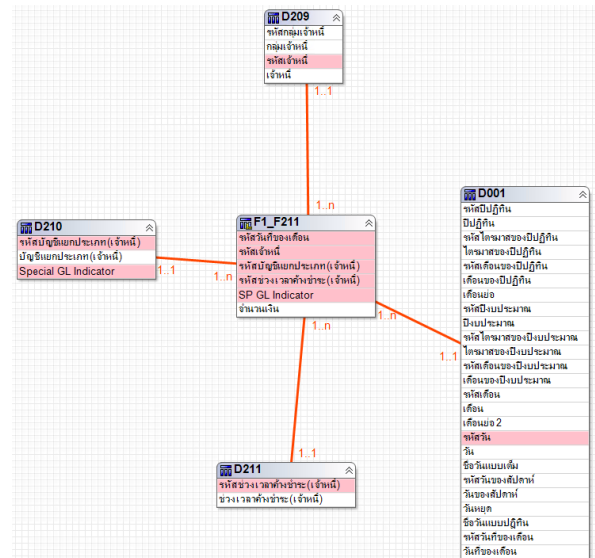 D209
รหัสกลุ่มเจ้าหนี้
กลุ่มเจ้าหนี้
รหัสเจ้าหนี้
เจ้าหนี้
1..1
1..n
D210
รหัสบัญชีแยกประเภท(เจ้าหนี้)
บัญชีแยกประเภท(เจ้าหนี้)
Special GL Indicator
1..1
1..n
F1_F211
รหัสวันที่ของเดือน
รหัสเจ้าหนี้
รหัสบัญชีแยกประเภท(เจ้าหนี้)
รหัสช่วงเวลาค้างชำระ(เจ้าหนี้)
SP GL Indicator
จำนวนเงิน
1..n
1..n
1..1
D001
รหัสปีปฏิทิน
ปีปฏิทิน
รหัสไตรมาสของปีปฏิทิน
ไตรมาสของปีปฏิทิน
รหัสเดือนของปีปฏิทิน
เดือนของปีปฏิทิน
เดือนย่อ
รหัสปีงบประมาณ
ปีงบประมาณ
รหัสไตรมาสของปีงบประมาณ
ไตรมาสของปีงบประมาณ
รหัสเดือนของปีงบประมาณ
เดือนของปีงบประมาณ
รหัสเดือน
เดือน
เดือนย่อ 2
รหัสวัน
วัน
ชื่อวันแบบเต็ม
รหัสวันของสัปดาห์
วันของสัปดาห์
วันหยุด
ชื่อวันแบบปฏิทิน
รหัสวันที่ของเดือน
วันที่ของเดือน
1..1
D211
รหัสช่วงเวลาค้างชำระ(เจ้าหนี้)
ช่วงเวลาค้างชำระ(เจ้าหนี้)